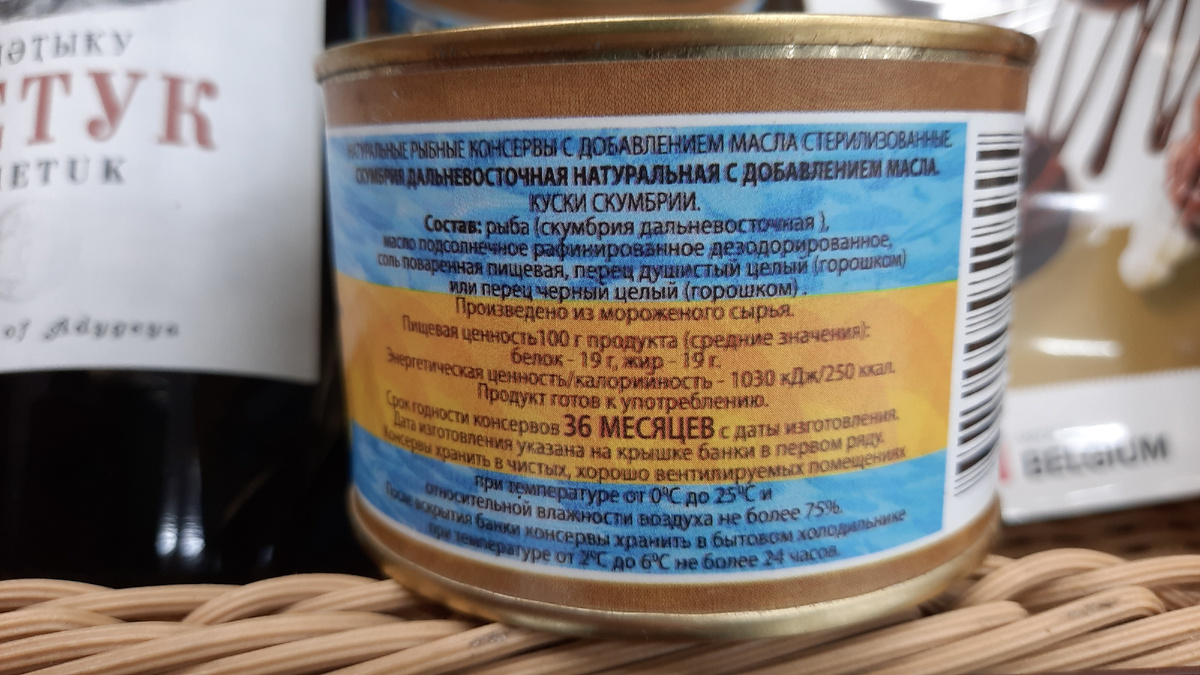 ЕТУК
ETUK
of Adygeya
НАТУРАЛЬНЫЕ РЫБНЫЕ КОНСЕРВЫ С ДОБАВЛЕНИЕМ МАСЛА СТЕРИЛИЗОВАННЫЕ.
СКУМБРИЯ ДАЛЬНЕВОСТОЧНАЯ НАТУРАЛЬНАЯ С ДОБАВЛЕНИЕМ МАСЛА.
КУСКИ СКУМБРИИ.
Состав: рыба (скумбрия дальневосточная ),
масло подсолнечное рафинированное дезодорированное,
соль поваренная пищевая, перец душистый целый (горошком)
или перец черный целый (горошком) .
Произведено из мороженого сырья.
Пищевая ценность100 г продукта (средние значения):
белок - 19 г, жир - 19 г.
Энергетическая ценность/калорийность - 1030 кДж/250 ккал.
Продукт готов к употреблению.
Срок годности консервов 36 МЕСЯЦЕВ с даты изготовления.
Дата изготовления указана на крышке банки в первом ряду.
Консервы хранить в чистых, хорошо вентилируемых помещениях
при температуре от 0°C до 25°C и
относительной влажности воздуха не более 75%.
После вскрытия банки консервы хранить в бытовом холодильнике
при температуре от 2°C до 6°C не более 24 часов.
BELGIUM